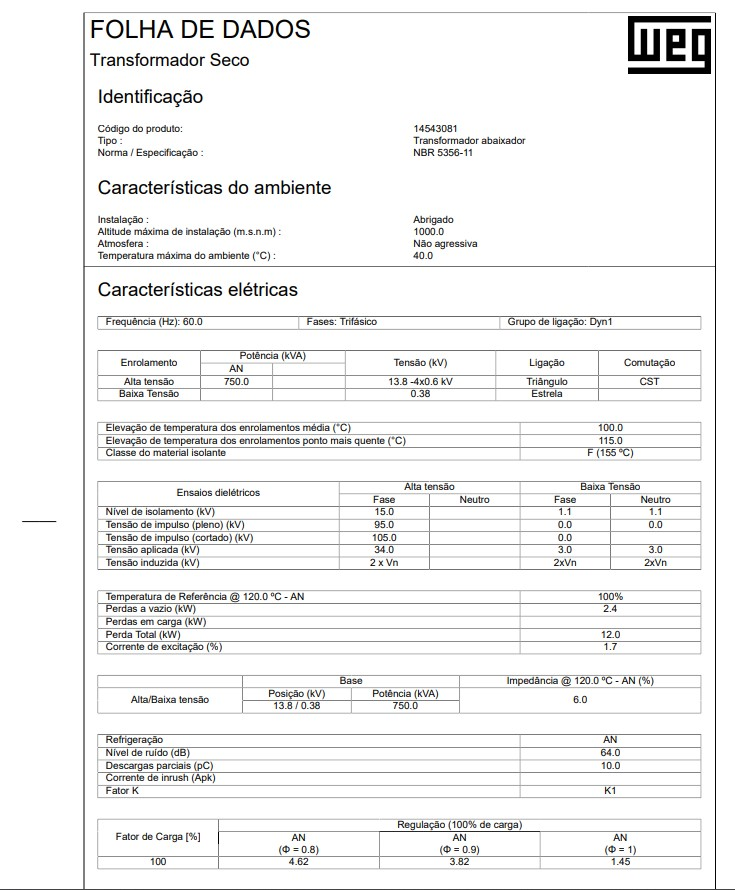 FOLHA DE DADOS
weg
Transformador Seco
Identificação
Código do produto: 14543081
Tipo : Transformador abaixador
Norma / Especificação : NBR 5356-11
Características do ambiente
Instalação : Abrigado
Altitude máxima de instalação (m.s.n.m) : 1000.0
Atmosfera : Não agressiva
Temperatura máxima do ambiente (°C) : 40.0
Características elétricas
Frequência (Hz): 60.0 Fases: Trifásico Grupo de ligação: Dyn1
Enrolamento Potência (kVA) Tensão (kV) Ligação Comutação
AN
Alta tensão 750.0 13.8 -4x0.6 kV Triângulo CST
Baixa Tensão 0.38 Estrela
Elevação de temperatura dos enrolamentos média (°C) 100.0
Elevação de temperatura dos enrolamentos ponto mais quente (°C) 115.0
Classe do material isolante F (155 ºC)
Ensaios dielétricos Alta tensão Baixa Tensão
Fase Neutro Fase Neutro
Nível de isolamento (kV) 15.0 1.1 1.1
Tensão de impulso (pleno) (kV) 95.0 0.0 0.0
Tensão de impulso (cortado) (kV) 105.0 0.0
Tensão aplicada (kV) 34.0 3.0 3.0
Tensão induzida (kV) 2 x Vn 2xVn 2xVn
Temperatura de Referência @ 120.0 ºC - AN 100%
Perdas a vazio (kW) 2.4
Perdas em carga (kW)
Perda Total (kW) 12.0
Corrente de excitação (%) 1.7
Alta/Baixa tensão Base Impedância @ 120.0 ºC - AN (%)
Posição (kV) Potência (kVA) 6.0
13.8 / 0.38 750.0
Refrigeração AN
Nível de ruído (dB) 64.0
Descargas parciais (pC) 10.0
Corrente de inrush (Apk)
Fator K K1
Fator de Carga [%] Regulação (100% de carga)
AN AN AN
(Φ = 0.8) (Φ = 0.9) (Φ = 1)
100 4.62 3.82 1.45